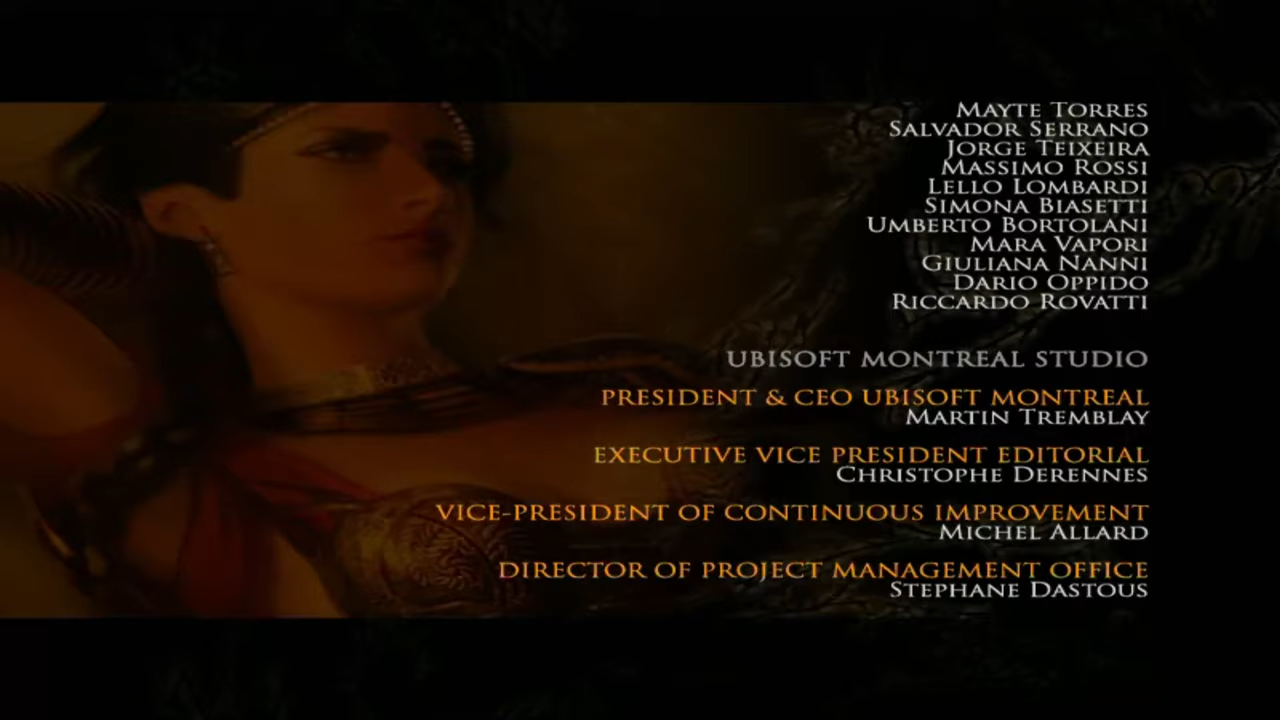 MAYTE TORRES
SALVADOR SERRANO
JORGE TEIXEIRA
MASSIMO ROSSI
LELLO LOMBARDI
SIMONA BIASETTI
UMBERTO BORTOLANI
MARA VAPORI
GIULIANA NANNI
DARIO OPPIDO
RICCARDO ROVATTI
UBISOFT MONTREAL STUDIO
PRESIDENT & CEO UBISOFT MONTREAL
MARTIN TREMBLAY
EXECUTIVE VICE PRESIDENT EDITORIAL
CHRISTOPHE DERENNES
VICE-PRESIDENT OF CONTINUOUS IMPROVEMENT
MICHEL ALLARD
DIRECTOR OF PROJECT MANAGEMENT OFFICE
STEPHANE DASTOUS